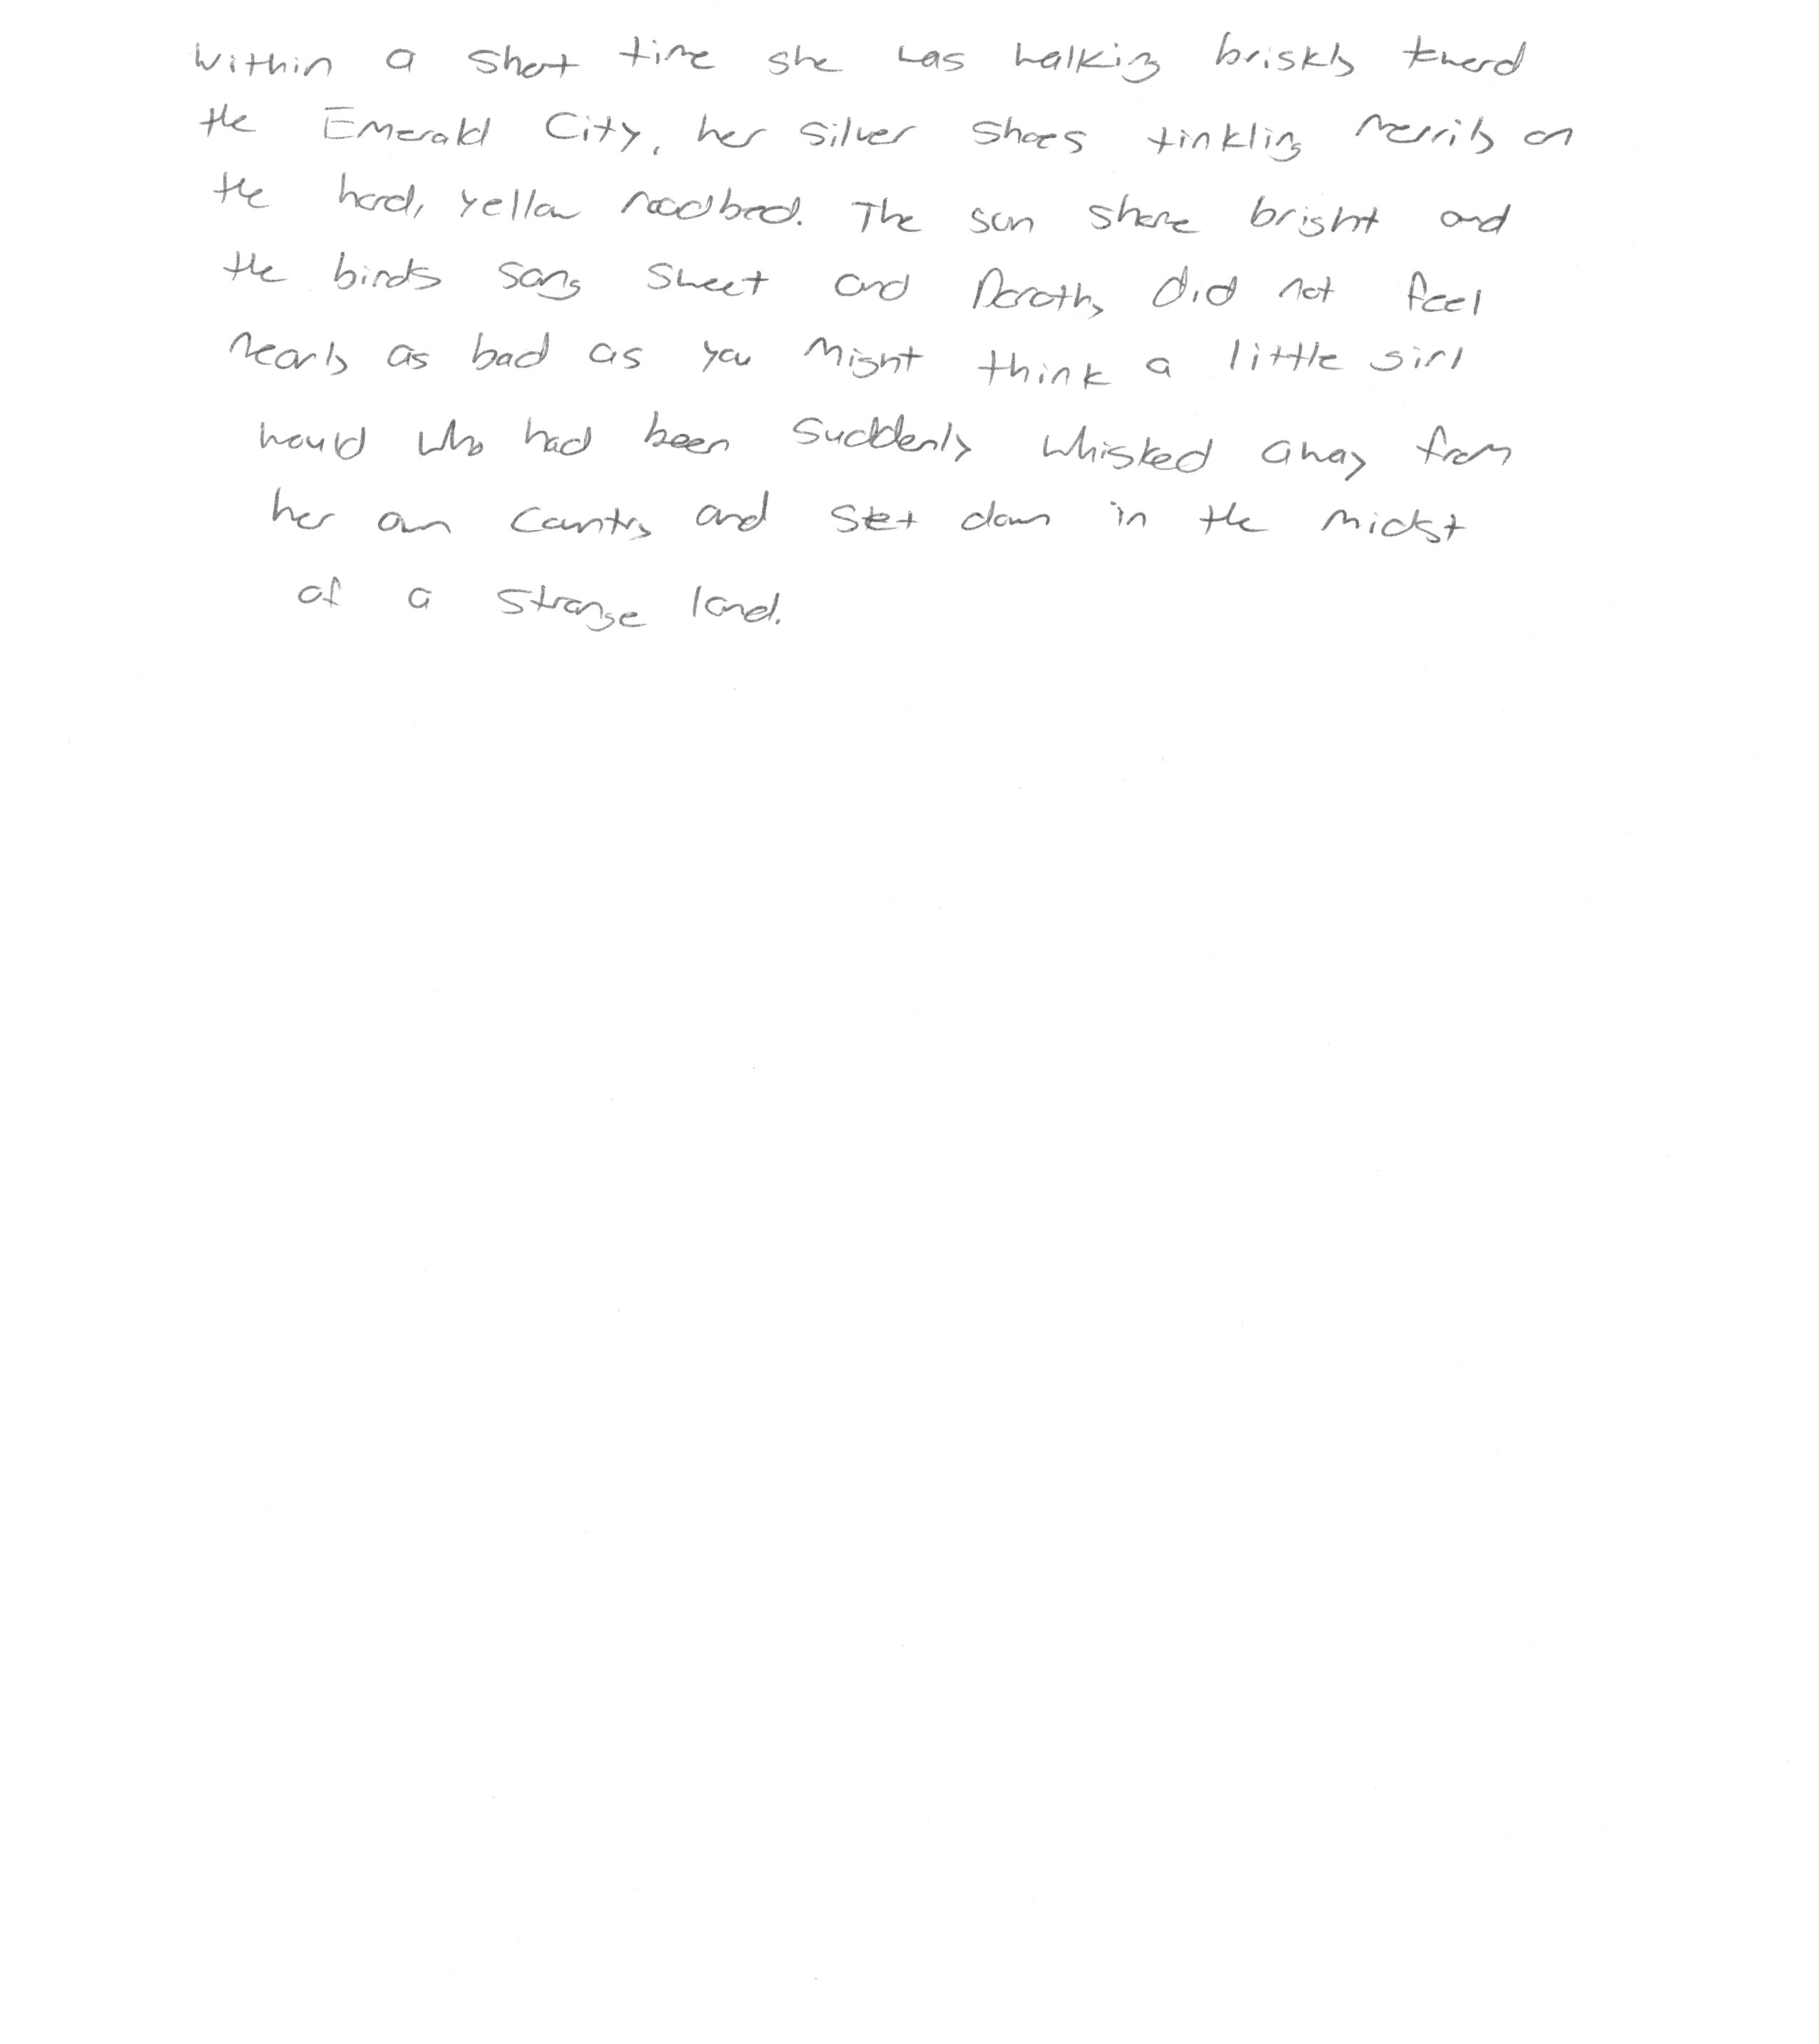 Within a short time she was walking briskly toward
the Emerald City, her silver shoes tinkling merrily on
the hard, yellow roadbed. The sun shone bright and
the birds sang sweet and Dorothy did not feel
nearly as bad as you might think a little girl
would who had been suddenly whisked away from
her own country and set down in the midst
of a strange land.